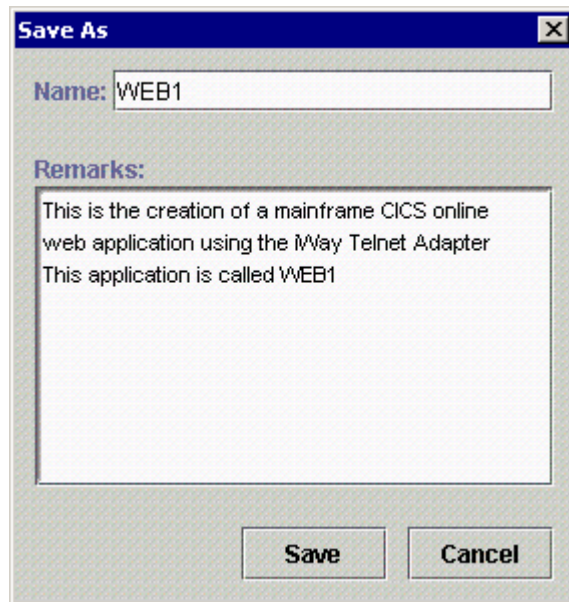 Save As
Name: WEB1
Remarks:
This is the creation of a mainframe CICS online
web application using the iWay Telnet Adapter
This application is called WEB1
Save Cancel